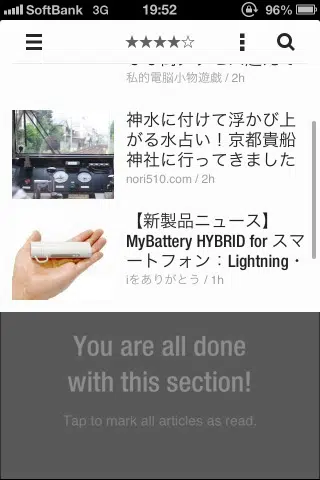 SoftBank 3G 19:52 96%
★★★★☆
私的電脳小物遊戯 / 2h
神水に付けて浮かび上
がる水占い！京都貴船
神社に行ってきました
nori510.com / 2h
【新製品ニュース】
MyBattery HYBRID for スマ
ートフォン：Lightning・
iをありがとう / 1h
You are all done
with this section!
Tap to mark all articles as read.